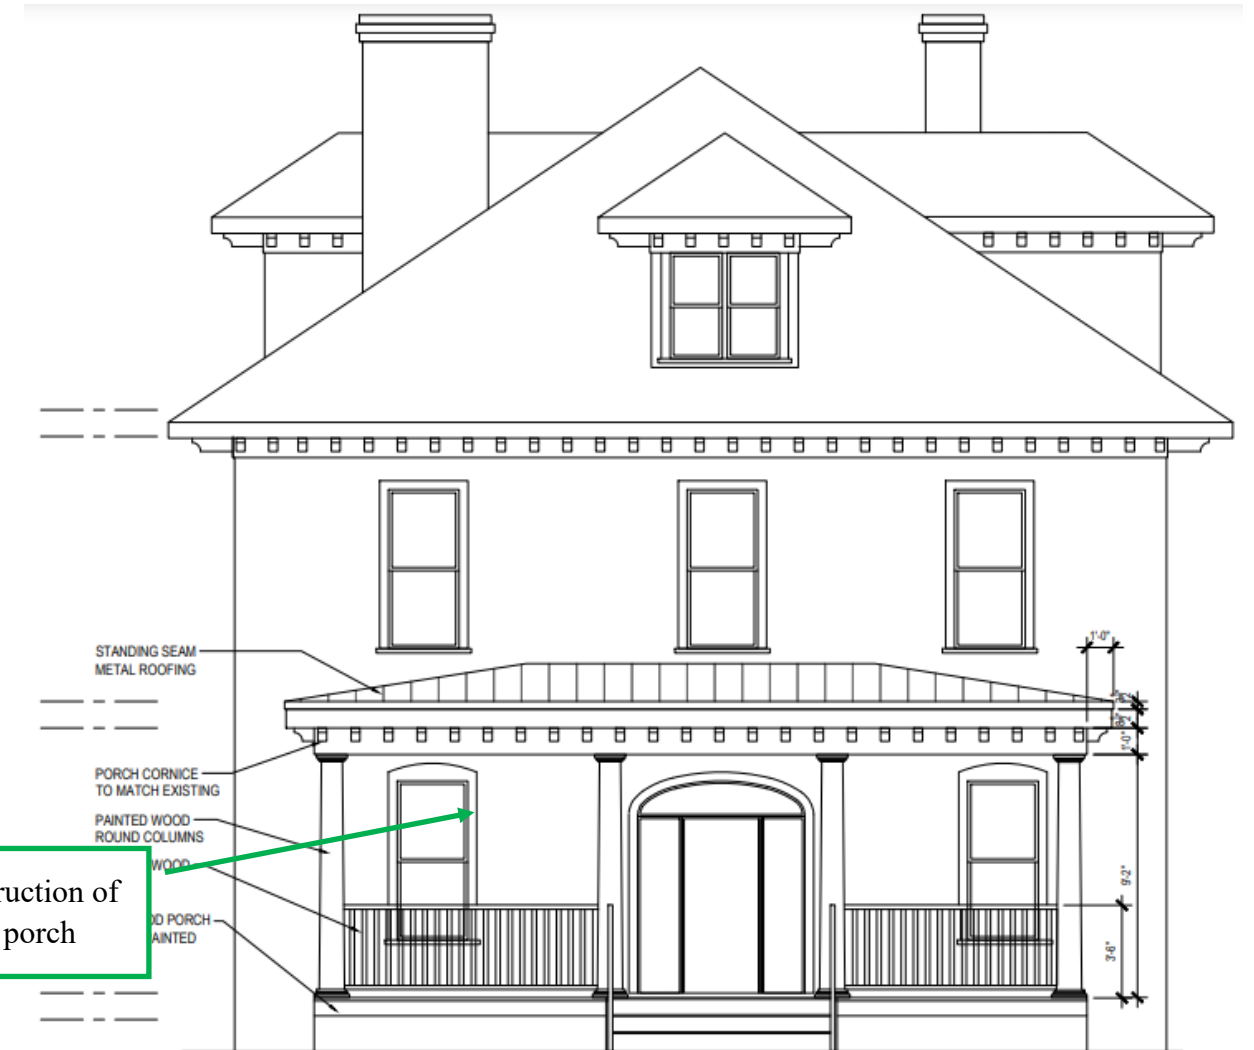 1'-0"
STANDING SEAM
METAL ROOFING
1'-0"
PORCH CORNICE
TO MATCH EXISTING
PAINTED WOOD
ROUND COLUMNS
WOOD
ruction of
porch
OD PORCH
AINTED
9'-2"
3'-6"